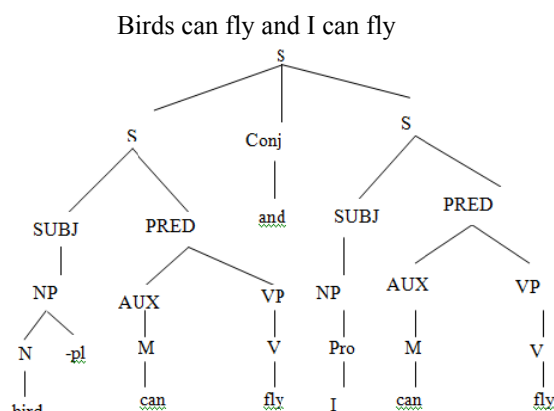 Birds can fly and I can fly
S
S Conj S
SUBJ PRED and SUBJ PRED
NP AUX VP NP AUX VP
N -pl M V Pro M V
bird can fly I can fly